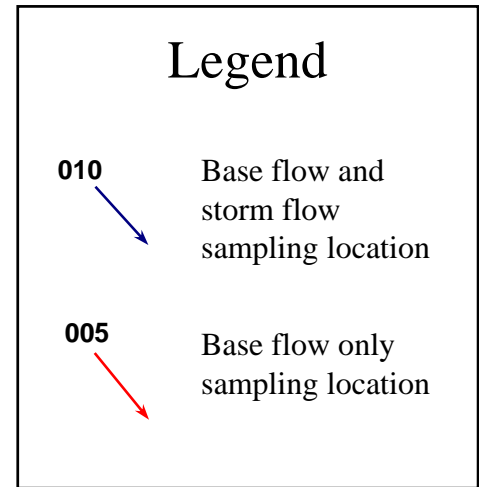 Legend
010
Base flow and
storm flow
sampling location
005
Base flow only
sampling location